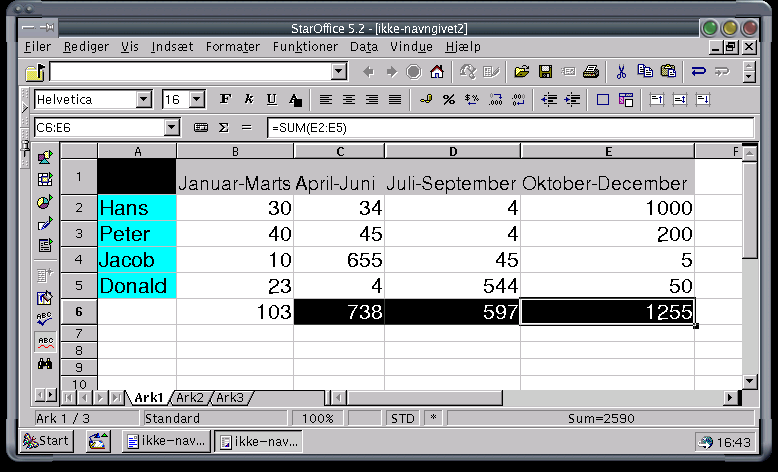 StarOffice 5.2 - [ikke-navngivet2]
Filer Rediger Vis Indsæt Formater Funktioner Data Vindue Hjælp
Helvetica 16 F K U A % $%
C6:E6 Σ = =SUM(E2:E5)
A B C D E F
1 Januar-Marts April-Juni Juli-September Oktober-December
2 Hans 30 34 4 1000
3 Peter 40 45 4 200
4 Jacob 10 655 45 5
5 Donald 23 4 544 50
6 103 738 597 1255
7
8
9
10
ABC
ABC
Ark1 Ark2 Ark3
Ark 1 / 3 Standard 100% STD * Sum=2590
Start ikke-nav... ikke-nav... 16:43